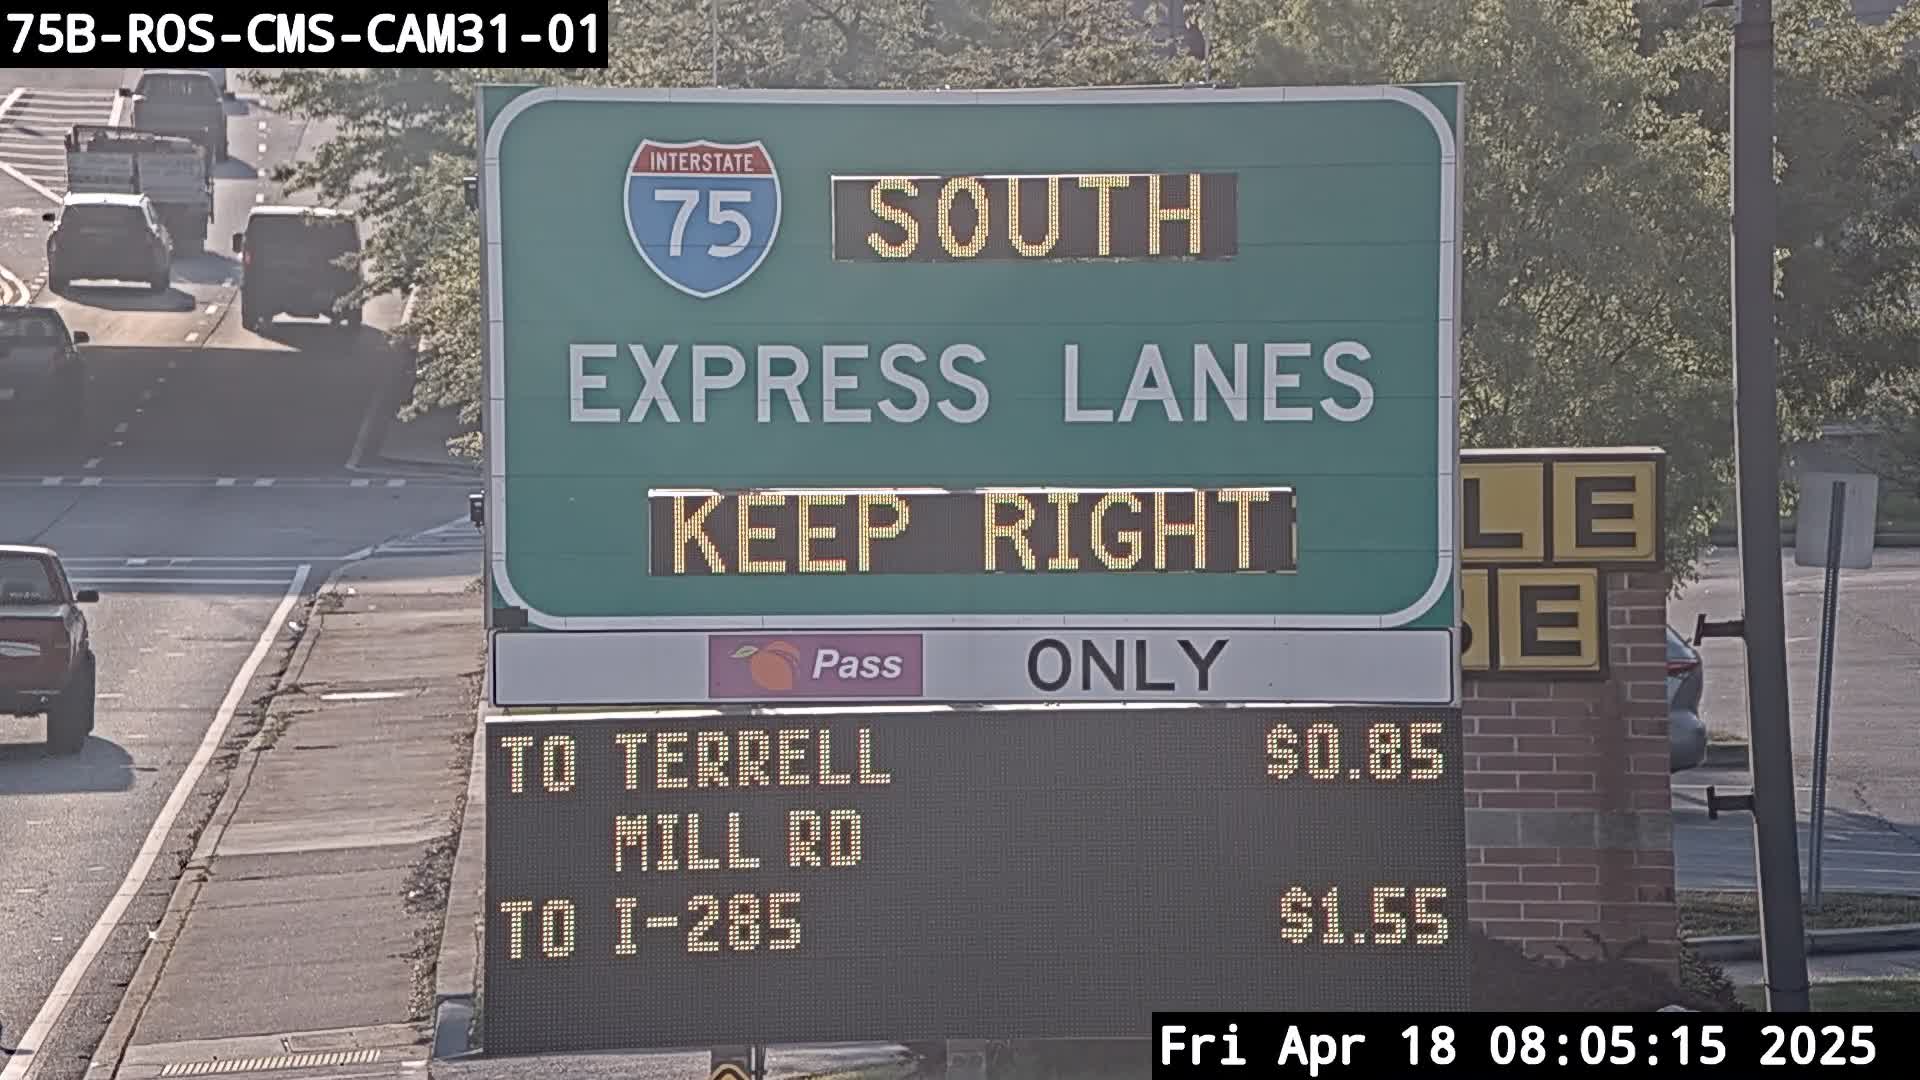 75B-ROS-CMS-CAM31-01
INTERSTATE
75
SOUTH
EXPRESS LANES
KEEP RIGHT
Pass ONLY
TO TERRELL $0.85
MILL RD
TO I-285 $1.55
LE
E
Fri Apr 18 08:05:15 2025